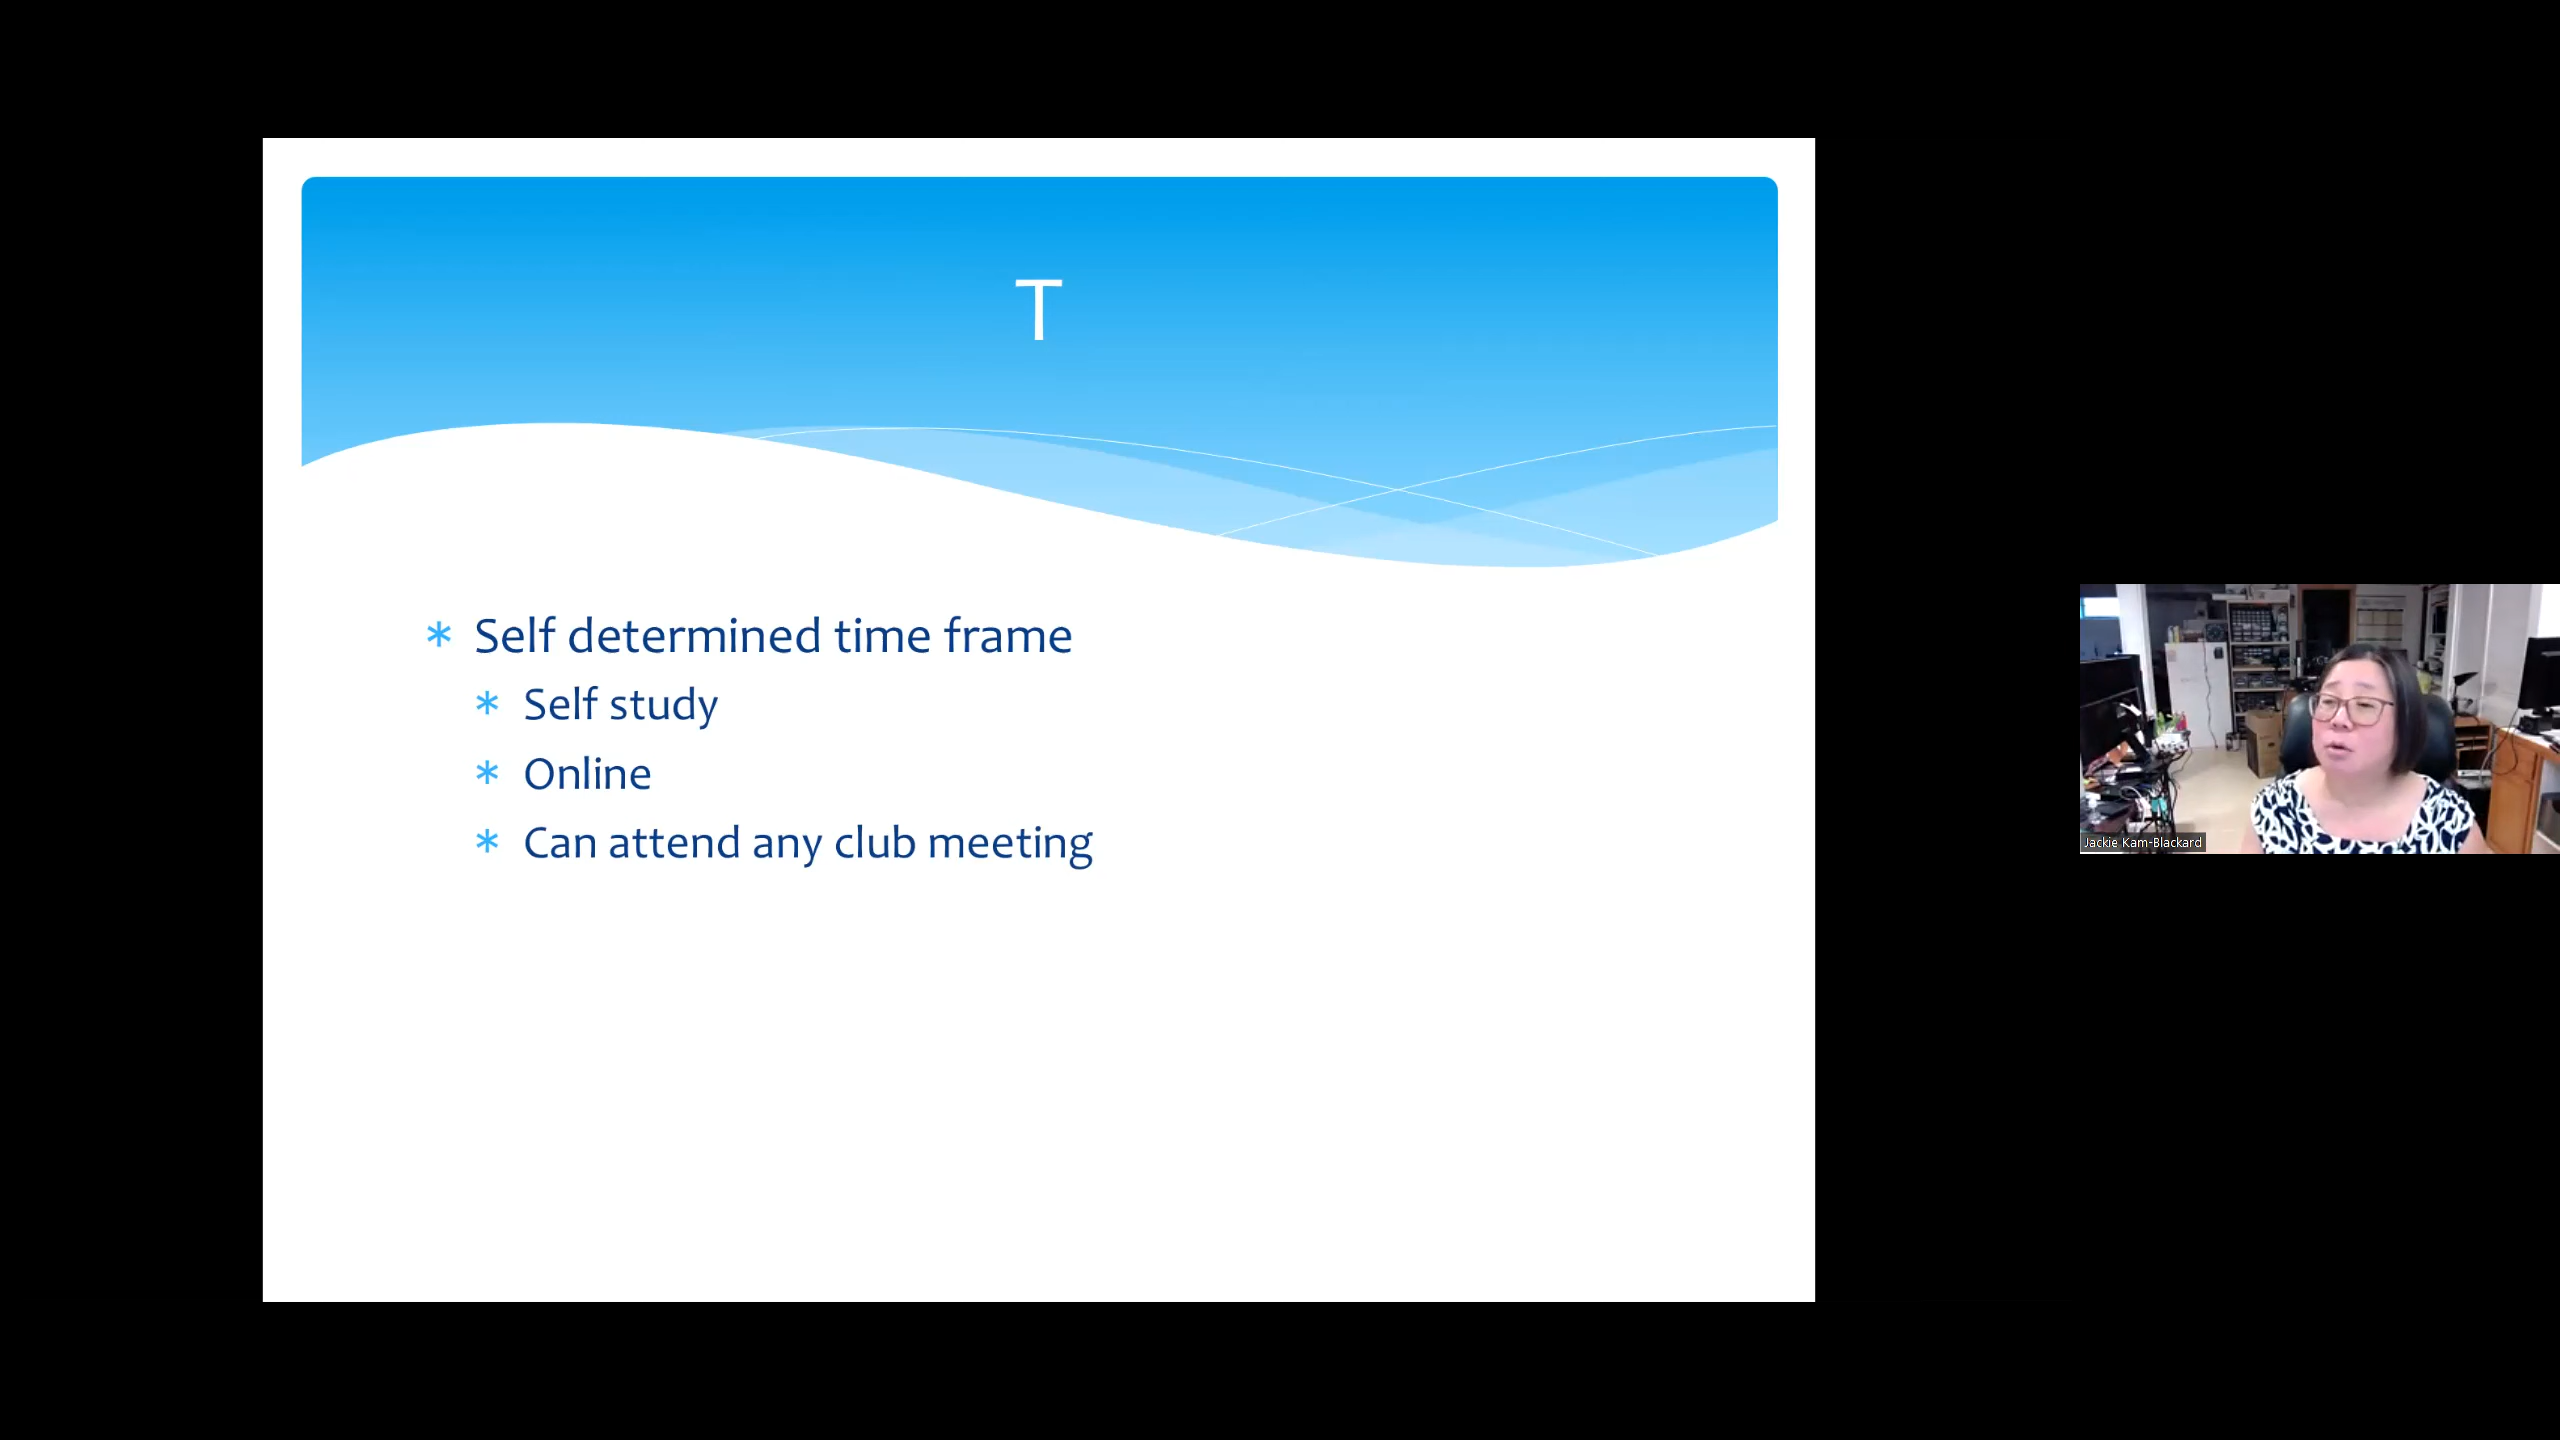 T
* Self determined time frame
* Self study
* Online
* Can attend any club meeting
Jackie Kam-Blackard